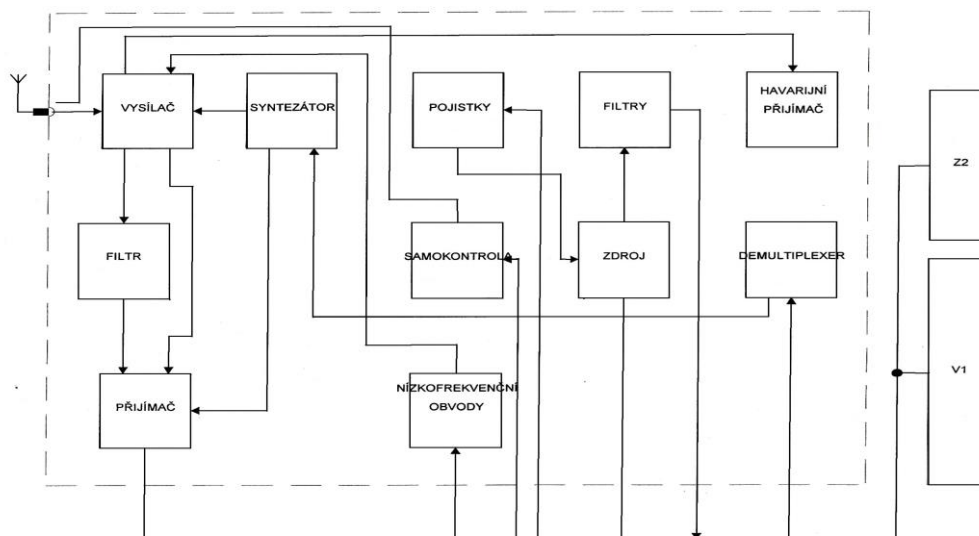 VYSÍLAČ
SYNTEZÁTOR
POJISTKY
FILTRY
HAVARIJNÍ
PŘIJÍMAČ
Z2
FILTR
SAMOKONTROLA
ZDROJ
DEMULTIPLEXER
V1
PŘIJÍMAČ
NÍZKOFREKVENČNÍ
OBVODY